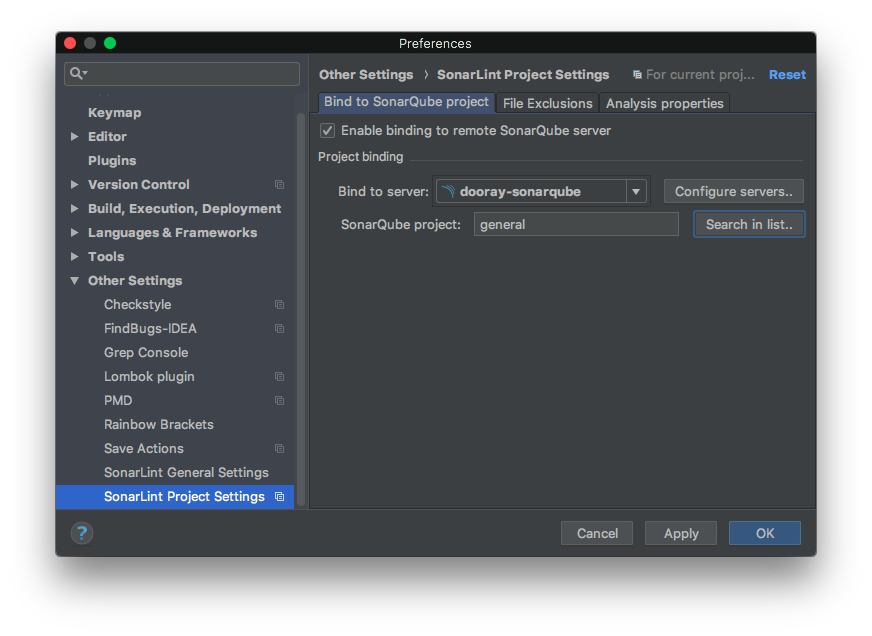 Preferences
Other Settings › SonarLint Project Settings For current proj... Reset
Keymap
Editor
Plugins
Version Control
Build, Execution, Deployment
Languages & Frameworks
Tools
Other Settings
Checkstyle
FindBugs-IDEA
Grep Console
Lombok plugin
PMD
Rainbow Brackets
Save Actions
SonarLint General Settings
SonarLint Project Settings
Bind to SonarQube project File Exclusions Analysis properties
Enable binding to remote SonarQube server
Project binding
Bind to server: dooray-sonarqube Configure servers..
SonarQube project: general Search in list..
? Cancel Apply OK